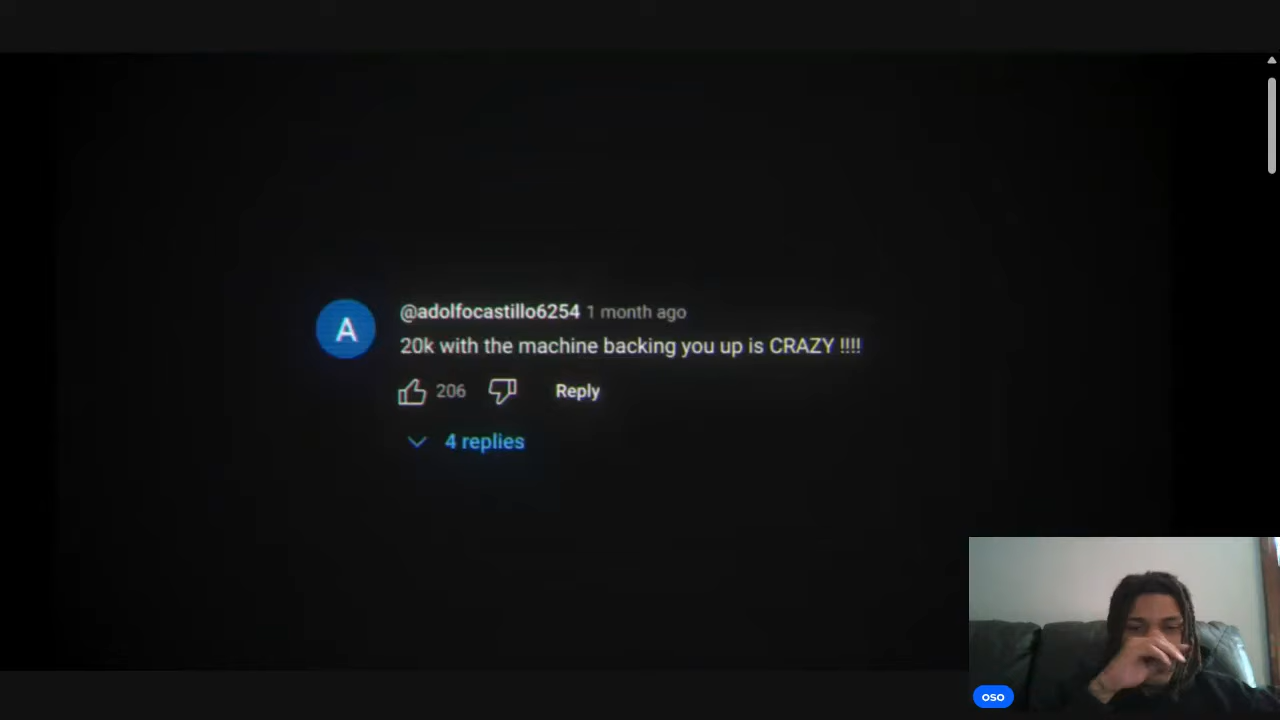 A
@adolfocastillo6254 1 month ago
20k with the machine backing you up is CRAZY !!!!
206 Reply
4 replies
oso